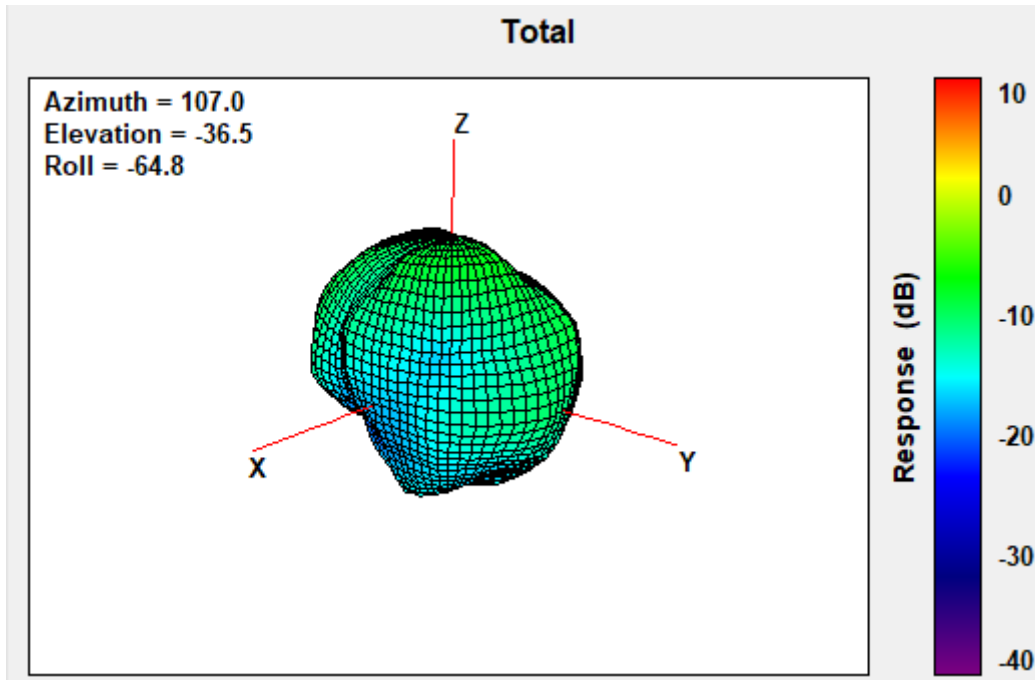 Total
Azimuth = 107.0
Elevation = -36.5
Roll = -64.8
Z
X
Y
10
0
-10
-20
-30
-40
Response (dB)